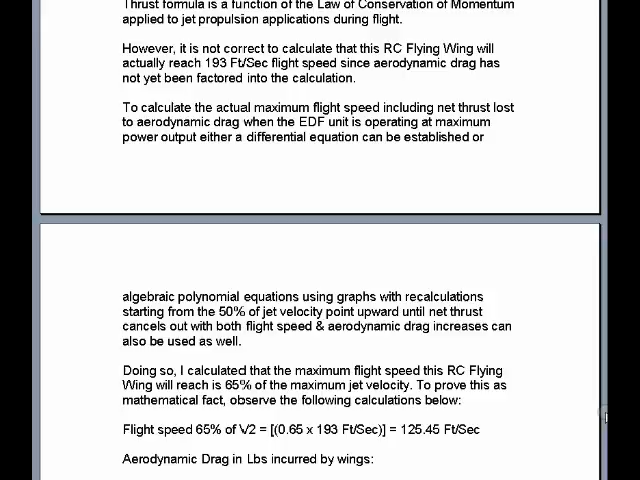 Thrust formula is a function of the Law of Conservation of Momentum
applied to jet propulsion applications during flight.
However, it is not correct to calculate that this RC Flying Wing will
actually reach 193 Ft/Sec flight speed since aerodynamic drag has
not yet been factored into the calculation.
To calculate the actual maximum flight speed including net thrust lost
to aerodynamic drag when the EDF unit is operating at maximum
power output either a differential equation can be established or
algebraic polynomial equations using graphs with recalculations
starting from the 50% of jet velocity point upward until net thrust
cancels out with both flight speed & aerodynamic drag increases can
also be used as well.
Doing so, I calculated that the maximum flight speed this RC Flying
Wing will reach is 65% of the maximum jet velocity. To prove this as
mathematical fact, observe the following calculations below:
Flight speed 65% of V2 = [(0.65 x 193 Ft/Sec)] = 125.45 Ft/Sec
Aerodynamic Drag in Lbs incurred by wings: